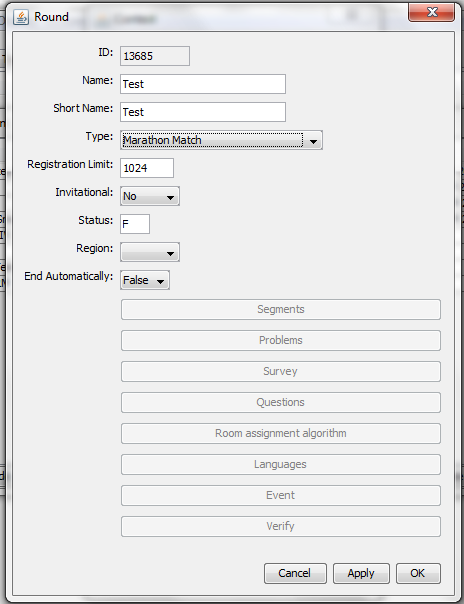 Round
ID: 13685
Name: Test
Short Name: Test
Type: Marathon Match
Registration Limit: 1024
Invitational: No
Status: F
Region:
End Automatically: False
Segments
Problems
Survey
Questions
Room assignment algorithm
Languages
Event
Verify
Cancel Apply OK